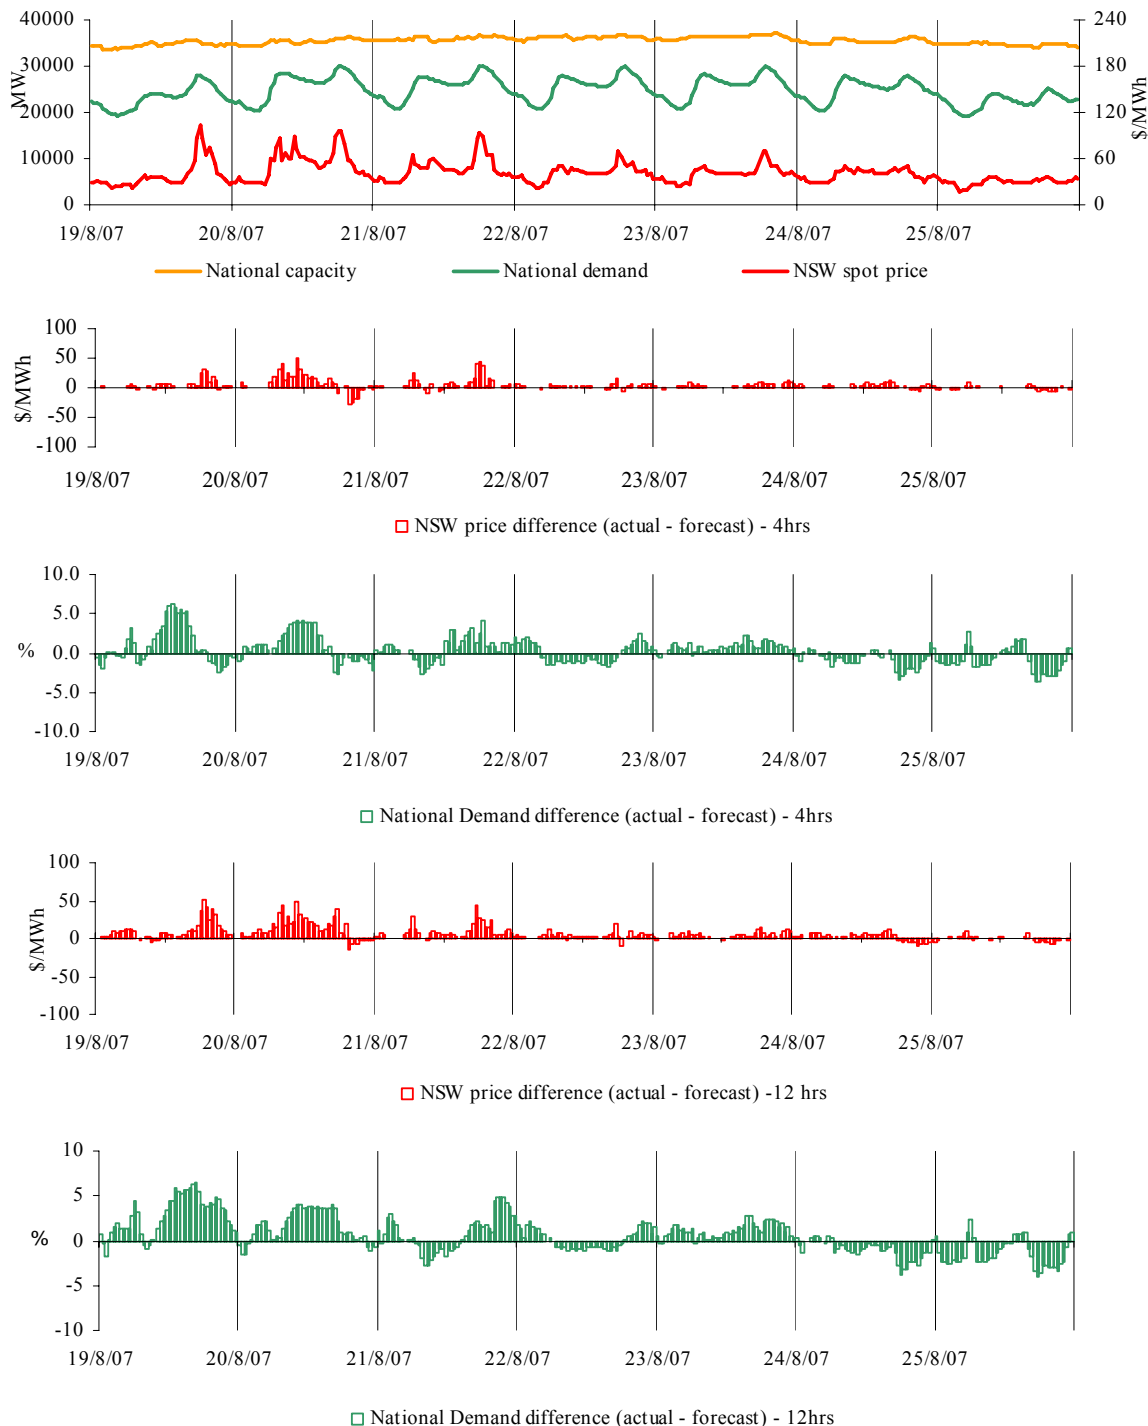 40000 240
30000 180
20000 120
10000 60
0 0
MW
$/MWh
19/8/07 20/8/07 21/8/07 22/8/07 23/8/07 24/8/07 25/8/07
National capacity National demand NSW spot price
100
50
0
-50
-100
$/MWh
19/8/07 20/8/07 21/8/07 22/8/07 23/8/07 24/8/07 25/8/07
NSW price difference (actual - forecast) - 4hrs
10.0
5.0
0.0
-5.0
-10.0
%
19/8/07 20/8/07 21/8/07 22/8/07 23/8/07 24/8/07 25/8/07
National Demand difference (actual - forecast) - 4hrs
100
50
0
-50
-100
$/MWh
19/8/07 20/8/07 21/8/07 22/8/07 23/8/07 24/8/07 25/8/07
NSW price difference (actual - forecast) -12 hrs
10
5
0
-5
-10
%
19/8/07 20/8/07 21/8/07 22/8/07 23/8/07 24/8/07 25/8/07
National Demand difference (actual - forecast) - 12hrs